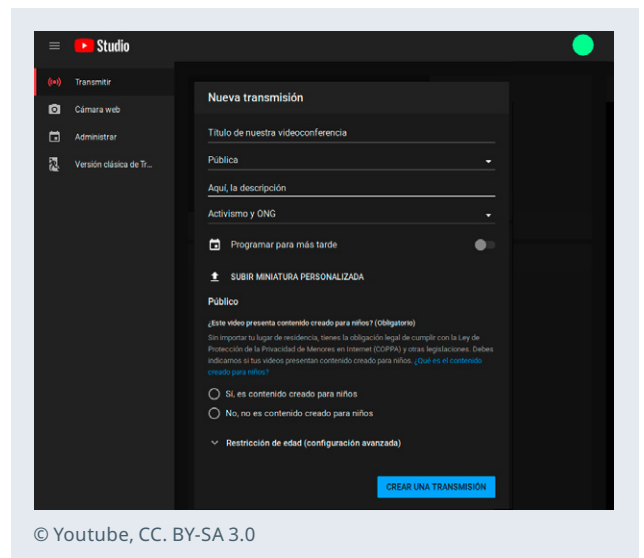 Studio
Transmitir
Cámara web
Administrar
Versión clásica de Tr...
Nueva transmisión
Título de nuestra videoconferencia
Pública
Aquí, la descripción
Activismo y ONG
Programar para más tarde
SUBIR MINIATURA PERSONALIZADA
Público
¿Este video presenta contenido creado para niños? (Obligatorio)
Sin importar tu lugar de residencia, tienes la obligación legal de cumplir con la Ley de
Protección de la Privacidad de Menores en Internet (COPPA) y otras legislaciones. Debes
indicarnos si tus videos presentan contenido creado para niños. ¿Qué es el contenido
creado para niños?
Sí, es contenido creado para niños
No, no es contenido creado para niños
Restricción de edad (configuración avanzada)
CREAR UNA TRANSMISIÓN
© Youtube, CC. BY-SA 3.0